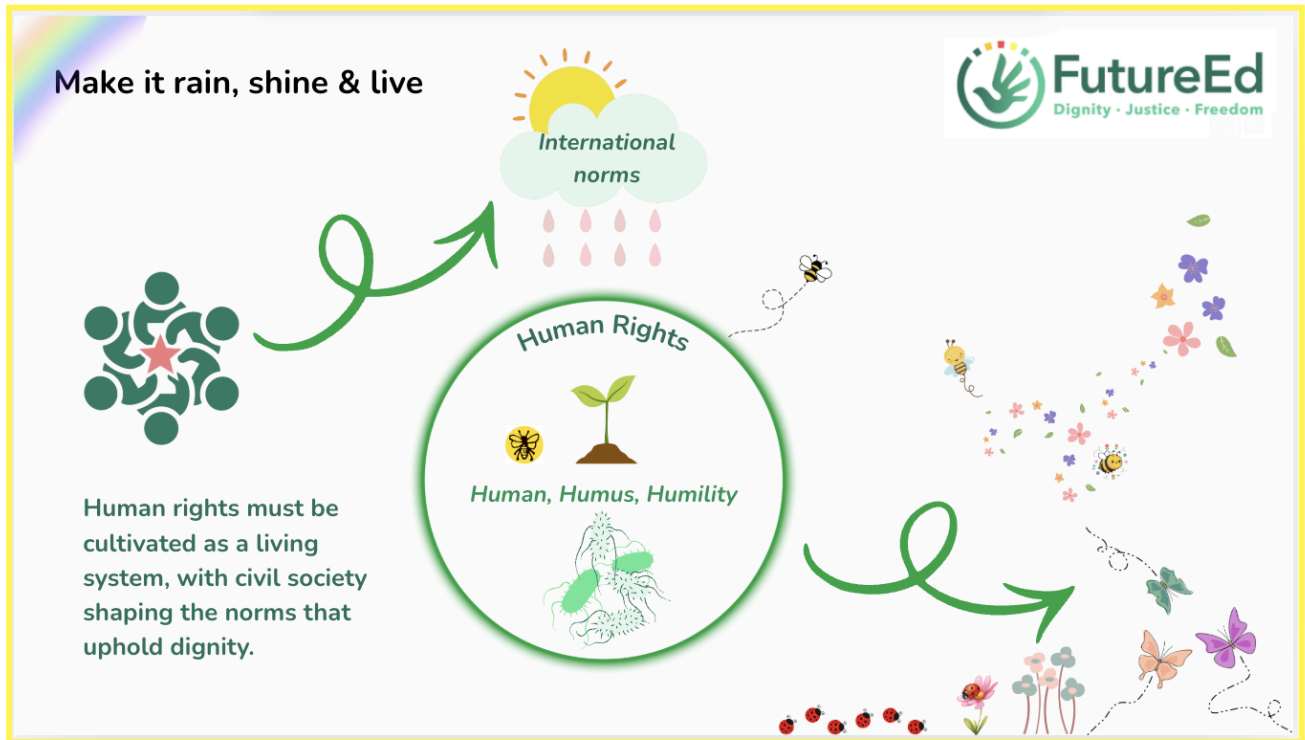 Make it rain, shine & live
International
norms
FutureEd
Dignity · Justice · Freedom
Human Rights
Human, Humus, Humility
Human rights must be
cultivated as a living
system, with civil society
shaping the norms that
uphold dignity.